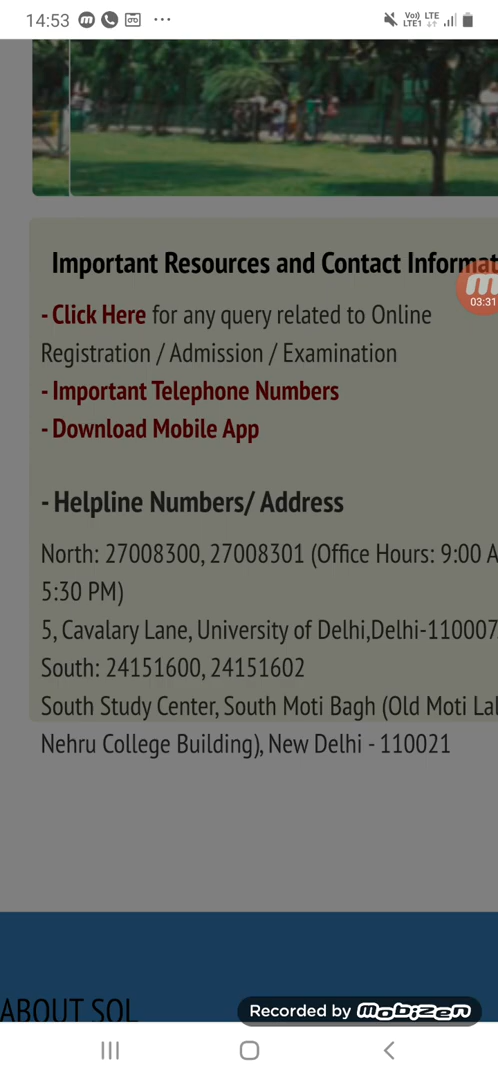 14:53
Vo)) LTE
LTE1
Important Resources and Contact Informat
03:31
- Click Here for any query related to Online
Registration / Admission / Examination
- Important Telephone Numbers
- Download Mobile App
- Helpline Numbers/ Address
North: 27008300, 27008301 (Office Hours: 9:00 A
5:30 PM)
5, Cavalary Lane, University of Delhi,Delhi-110007
South: 24151600, 24151602
South Study Center, South Moti Bagh (Old Moti Lal
Nehru College Building), New Delhi - 110021
ABOUT SOL
Recorded by mobizen